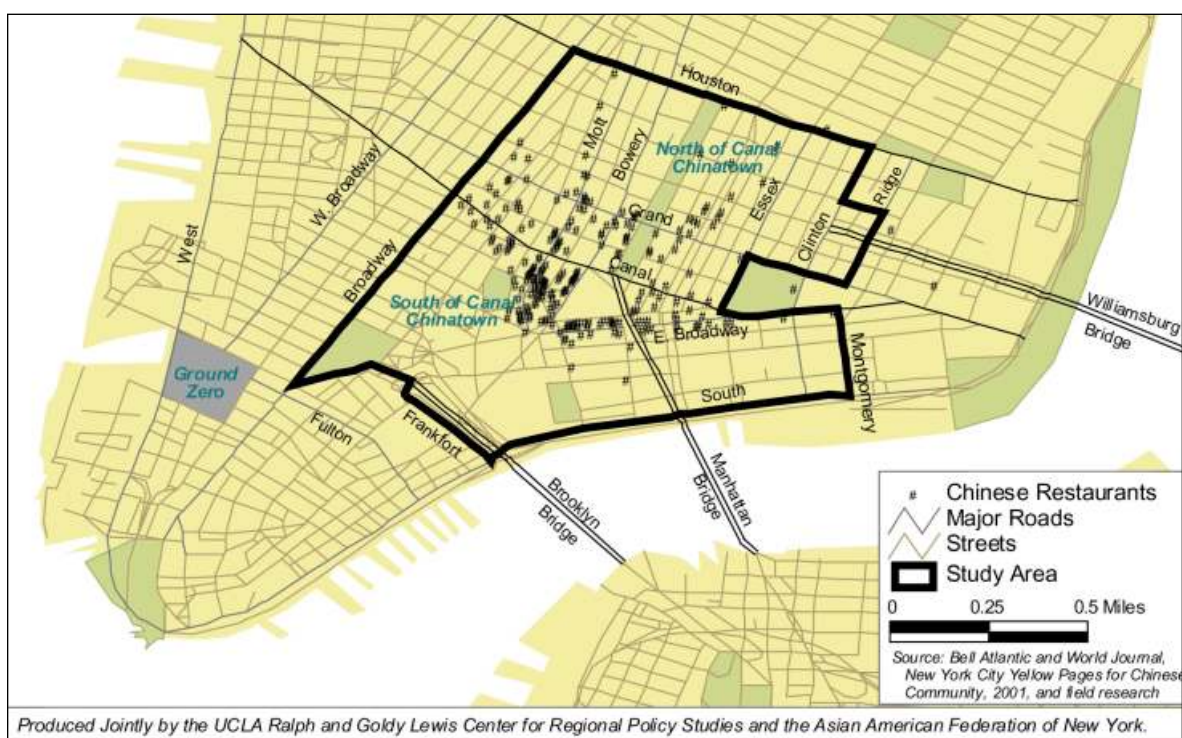 Houston
Mott
Bowery
North of Canal
Chinatown
W. Broadway
Essex
Ridge
West
Grand
Clinton
Broadway
Canal
South of Canal
Chinatown
E. Broadway
Williamsburg
Bridge
Ground
Zero
Montgomery
South
Fulton
Frankfort
Manhattan
Bridge
Brooklyn
Bridge
# Chinese Restaurants
Major Roads
Streets
Study Area
0 0.25 0.5 Miles
Source: Bell Atlantic and World Journal,
New York City Yellow Pages for Chinese
Community, 2001, and field research
Produced Jointly by the UCLA Ralph and Goldy Lewis Center for Regional Policy Studies and the Asian American Federation of New York.